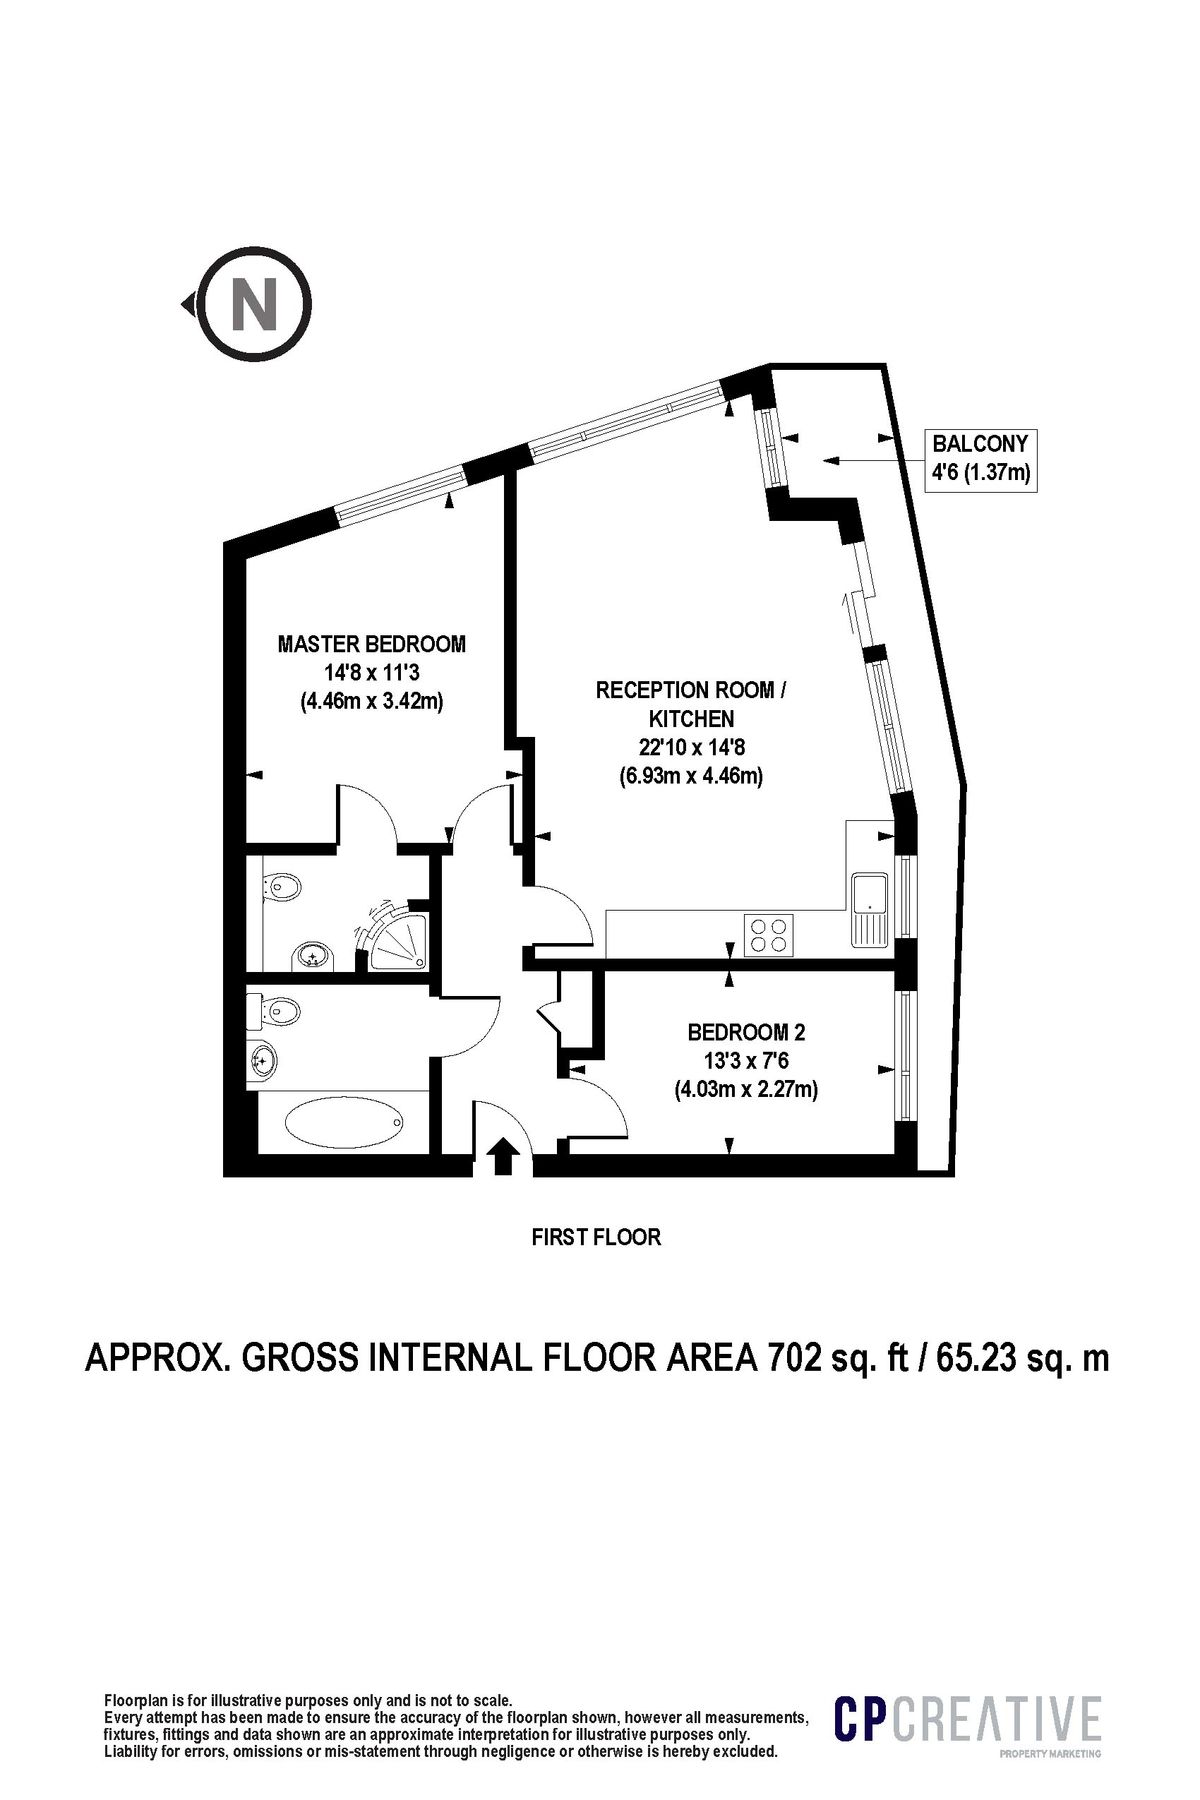 N
BALCONY
4'6 (1.37m)
MASTER BEDROOM
14'8 x 11'3
(4.46m x 3.42m)
RECEPTION ROOM /
KITCHEN
22'10 x 14'8
(6.93m x 4.46m)
BEDROOM 2
13'3 x 7'6
(4.03m x 2.27m)
FIRST FLOOR
APPROX. GROSS INTERNAL FLOOR AREA 702 sq. ft / 65.23 sq. m
Floorplan is for illustrative purposes only and is not to scale.
Every attempt has been made to ensure the accuracy of the floorplan shown, however all measurements,
fixtures, fittings and data shown are an approximate interpretation for illustrative purposes only.
Liability for errors, omissions or mis-statement through negligence or otherwise is hereby excluded.
CPCREATIVE
PROPERTY MARKETING